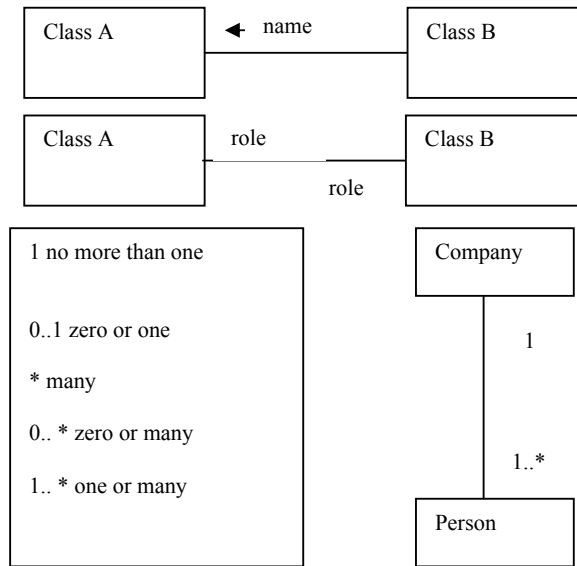 Class A
name
Class B
Class A
role
role
Class B
1 no more than one
0..1 zero or one
* many
0.. * zero or many
1.. * one or many
Company
1
1..*
Person